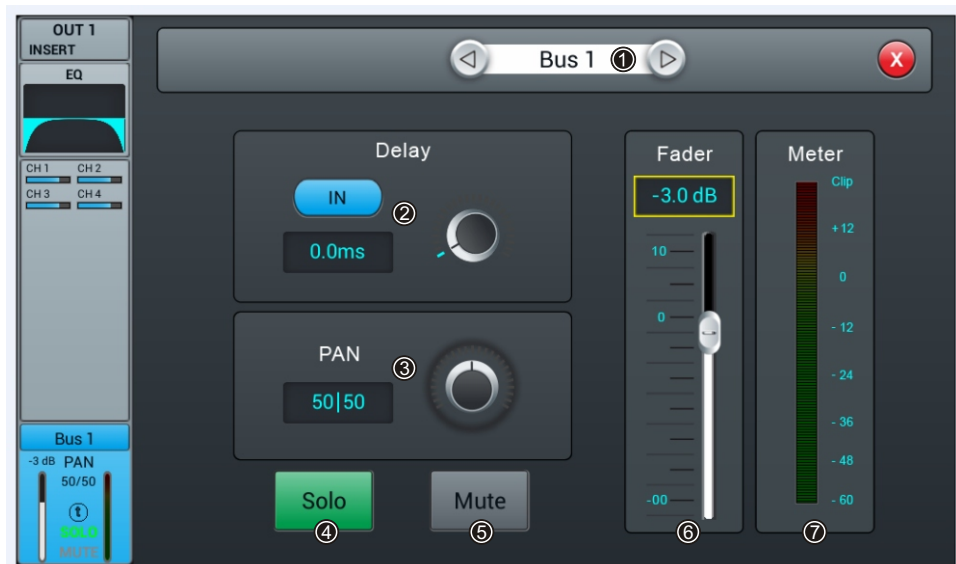 OUT 1
INSERT
EQ
CH 1 CH 2
CH 3 CH 4
Bus 1
-3 dB PAN
50/50
SOLO
MUTE
Bus 1 ①
X
Delay
IN
②
0.0ms
PAN
③
50|50
Solo
④
Mute
⑤
Fader
-3.0 dB
10
0
-00
⑥
Meter
Clip
+12
0
- 12
- 24
- 36
- 48
- 60
⑦